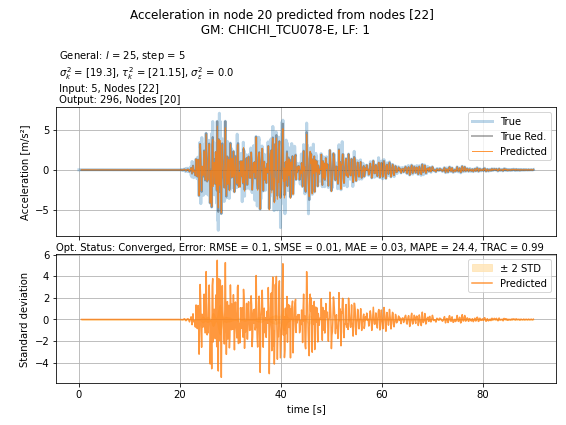 Acceleration in node 20 predicted from nodes [22]
GM: CHICHI_TCU078-E, LF: 1
General: l = 25, step = 5
σ²ₖ = [19.3], τ²ₖ = [21.15], σ²ε = 0.0
Input: 5, Nodes [22]
Output: 296, Nodes [20]
Acceleration [m/s²]
5
0
−5
True
True Red.
Predicted
Opt. Status: Converged, Error: RMSE = 0.1, SMSE = 0.01, MAE = 0.03, MAPE = 24.4, TRAC = 0.99
Standard deviation
6
4
2
0
−2
−4
± 2 STD
Predicted
0 20 40 60 80
time [s]